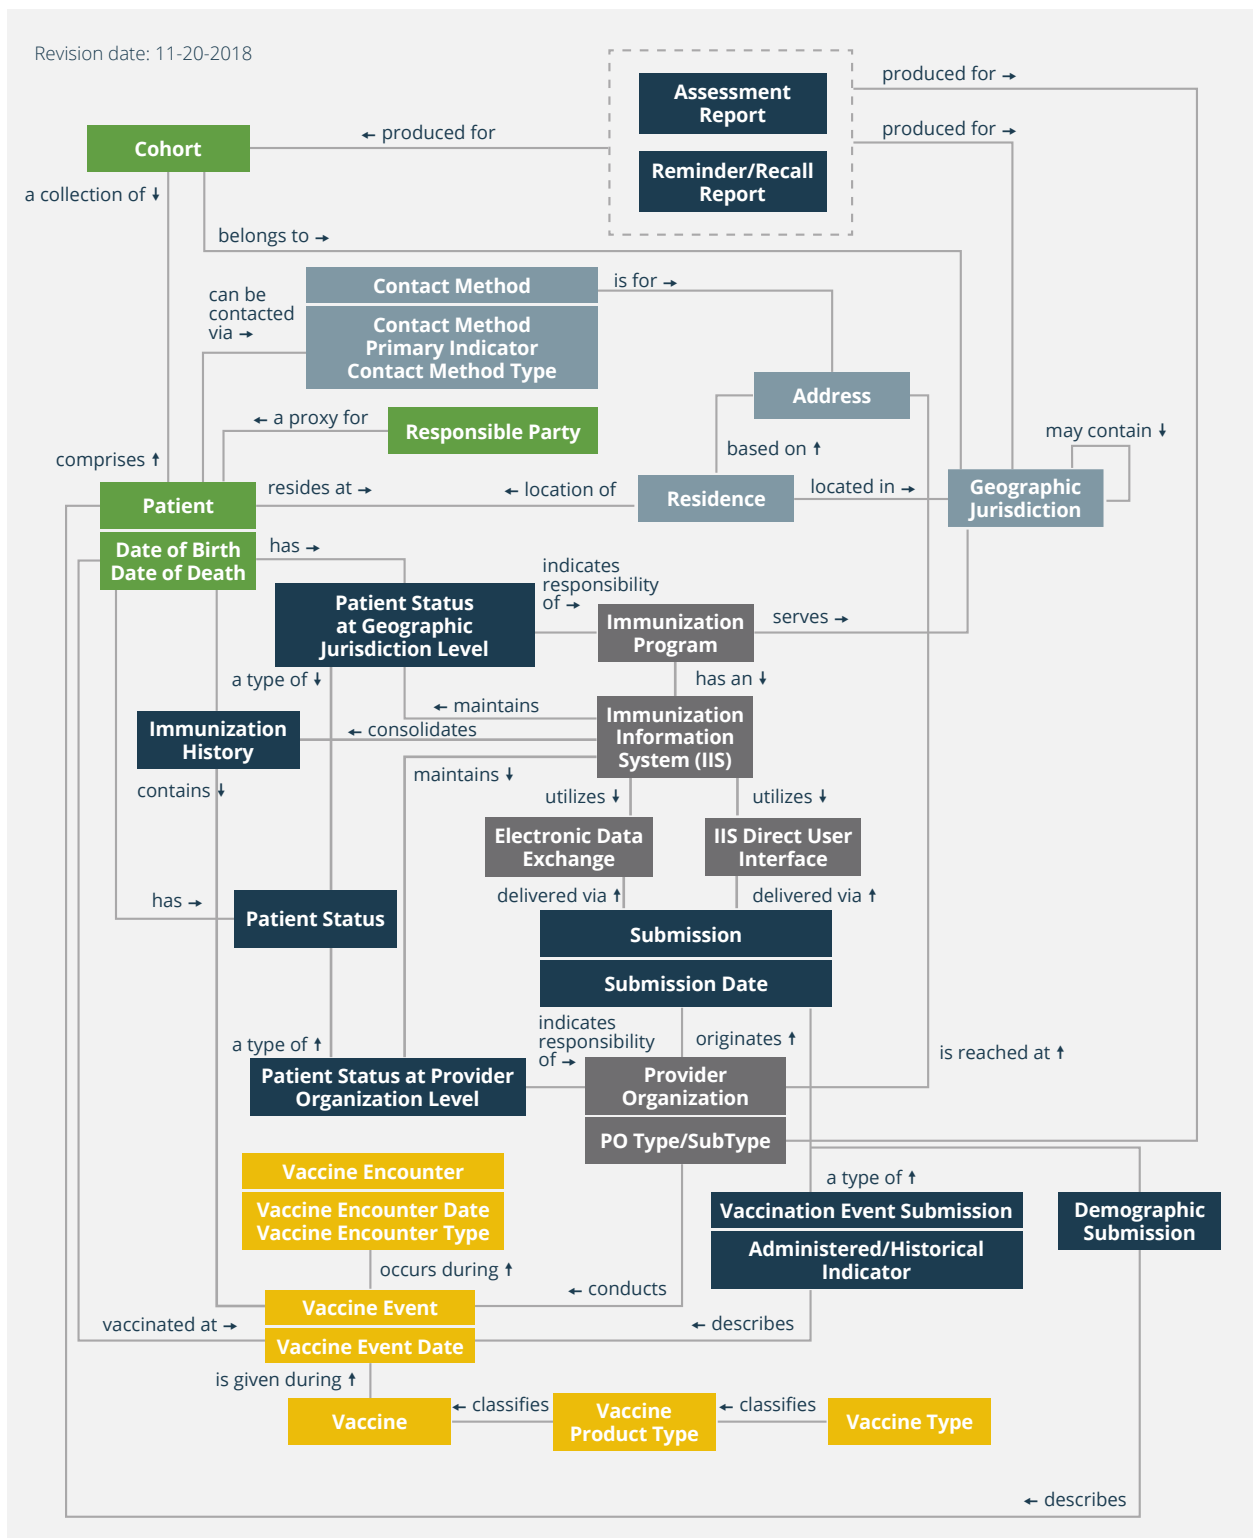 Revision date: 11-20-2018
produced for →
Assessment
Report
produced for →
← produced for
Cohort
Reminder/Recall
Report
a collection of ↓
belongs to →
Contact Method
is for →
can be
contacted
via →
Contact Method
Primary Indicator
Contact Method Type
Address
← a proxy for
Responsible Party
may contain ↓
based on ↑
comprises ↑
resides at →
← location of
located in →
Patient
Residence
Geographic
Jurisdiction
Date of Birth
Date of Death
has →
indicates
responsibility
of →
Patient Status
at Geographic
Jurisdiction Level
Immunization
Program
serves →
a type of ↓
has an ↓
← maintains
Immunization
History
← consolidates
Immunization
Information
System (IIS)
maintains ↓
contains ↓
utilizes ↓
utilizes ↓
Electronic Data
Exchange
IIS Direct User
Interface
has →
delivered via ↑
delivered via ↑
Patient Status
Submission
Submission Date
a type of ↑
indicates
responsibility
of →
originates ↑
is reached at ↑
Patient Status at Provider
Organization Level
Provider
Organization
PO Type/SubType
Vaccine Encounter
a type of ↑
Vaccine Encounter Date
Vaccine Encounter Type
Vaccination Event Submission
Demographic
Submission
Administered/Historical
Indicator
occurs during ↑
← conducts
Vaccine Event
vaccinated at →
← describes
Vaccine Event Date
is given during ↑
Vaccine
← classifies
Vaccine
Product Type
← classifies
Vaccine Type
← describes